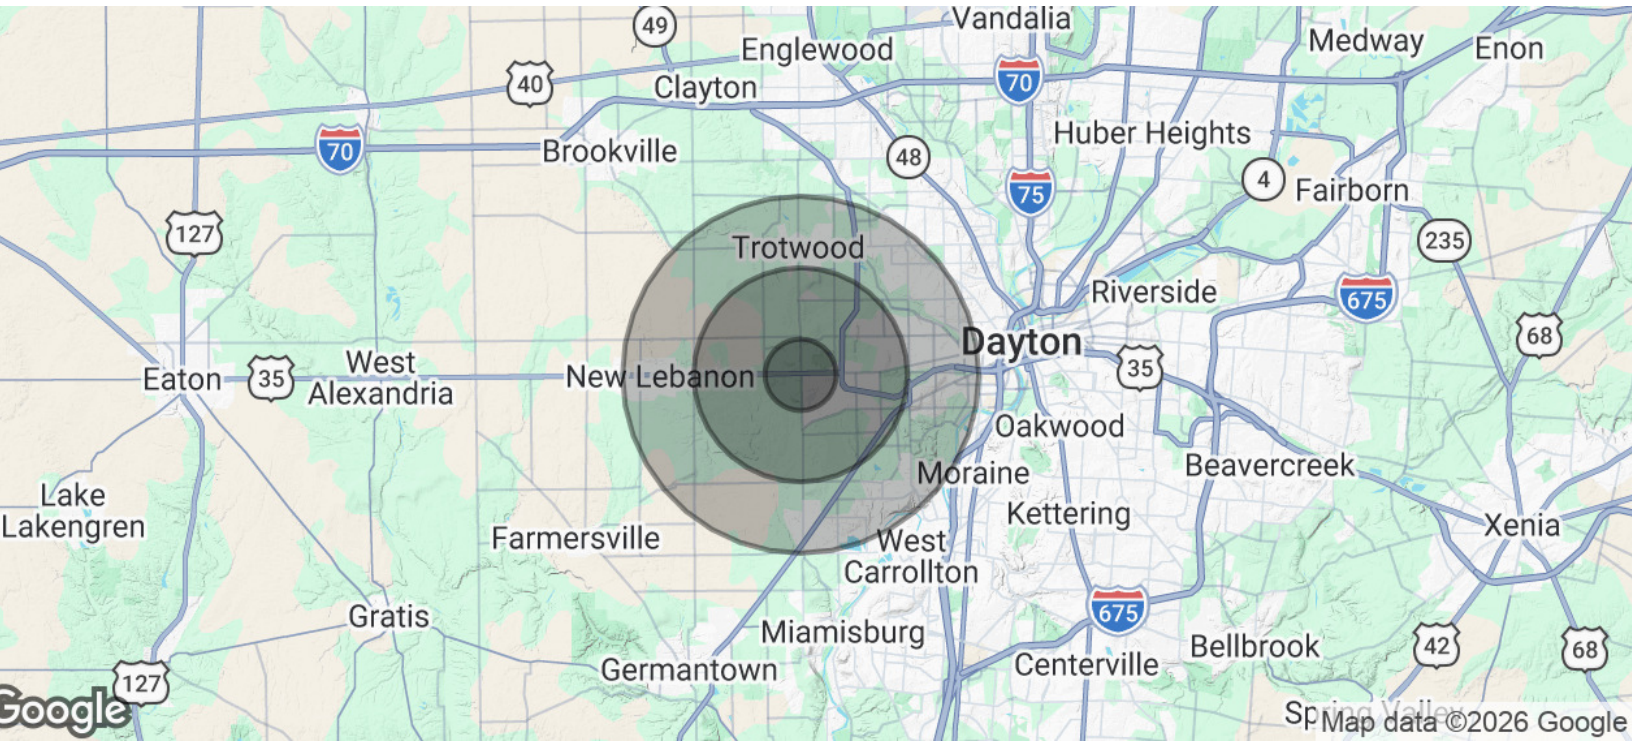 49
Vandalia
Englewood
Medway
Enon
40
Clayton
70
Huber Heights
70
Brookville
48
4
Fairborn
75
127
Trotwood
235
Riverside
675
68
Dayton
Eaton
35
West
Alexandria
New Lebanon
35
Oakwood
Moraine
Beavercreek
Lake
Lakengren
Kettering
Xenia
Farmersville
West
Carrollton
Gratis
675
Miamisburg
Bellbrook
42
68
Germantown
Centerville
127
Google
Spring Valley
Map data ©2026 Google